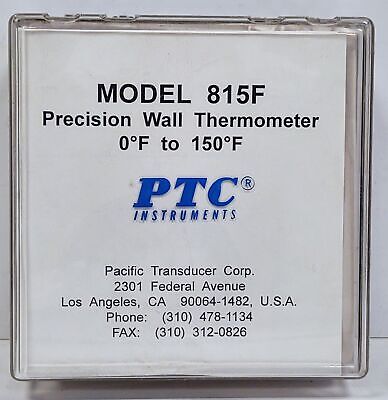 MODEL 815F
Precision Wall Thermometer
0°F to 150°F
PTC®
INSTRUMENTS
Pacific Transducer Corp.
2301 Federal Avenue
Los Angeles, CA 90064-1482, U.S.A.
Phone: (310) 478-1134
FAX: (310) 312-0826